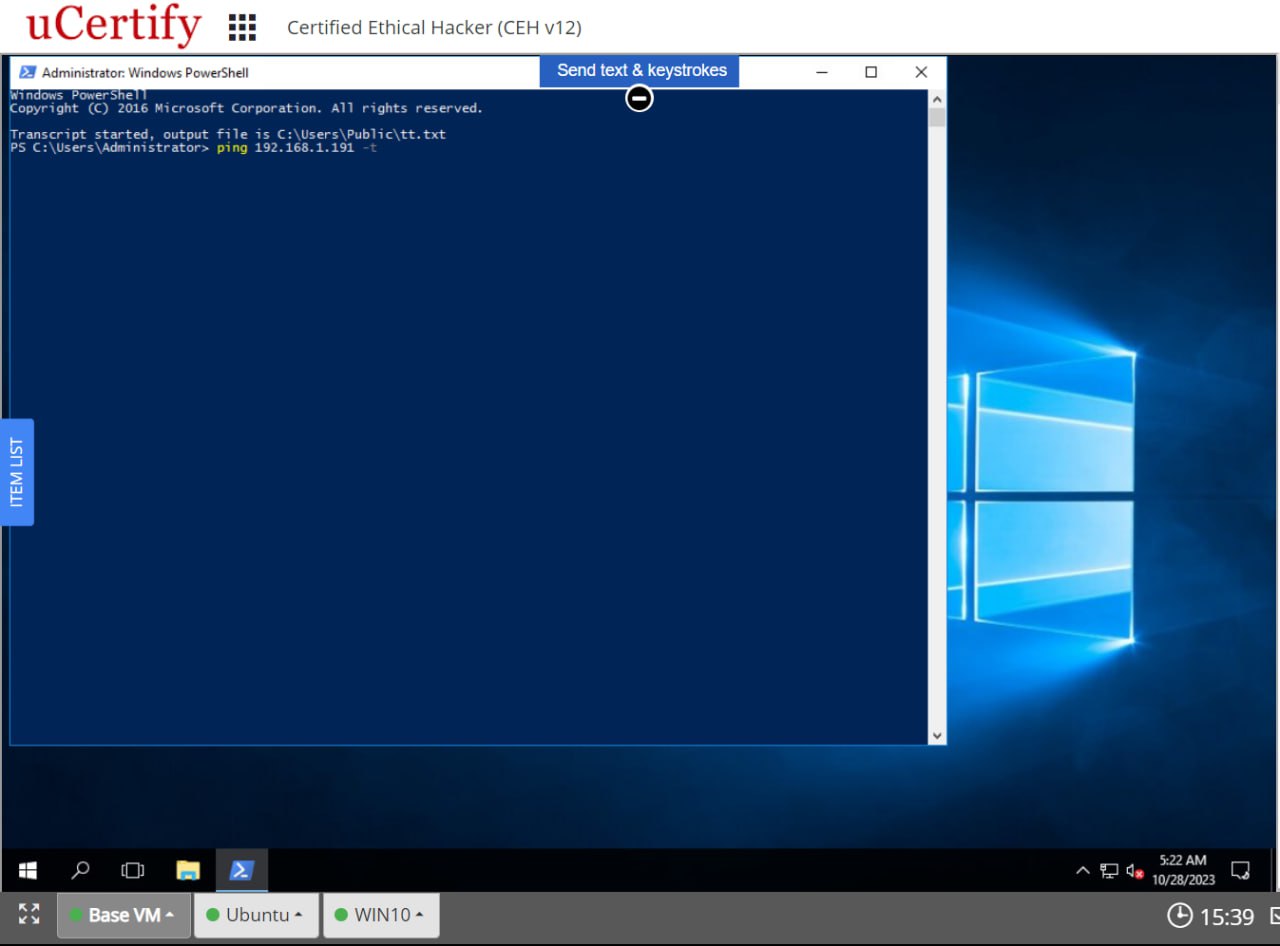 uCertify
Certified Ethical Hacker (CEH v12)
Administrator: Windows PowerShell
Send text & keystrokes
Windows PowerShell
Copyright (C) 2016 Microsoft Corporation. All rights reserved.
Transcript started, output file is C:\Users\Public\tt.txt
PS C:\Users\Administrator> ping 192.168.1.191 -t
ITEM LIST
5:22 AM
10/28/2023
Base VM
Ubuntu
WIN10
15:39